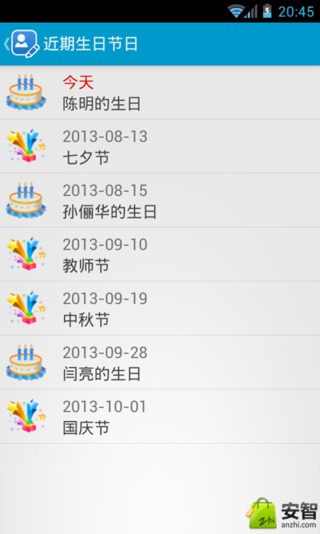 20:45
近期生日节日
今天
陈明的生日
2013-08-13
七夕节
2013-08-15
孙俪华的生日
2013-09-10
教师节
2013-09-19
中秋节
2013-09-28
闫亮的生日
2013-10-01
国庆节
Zhi
安智
anzhi.com